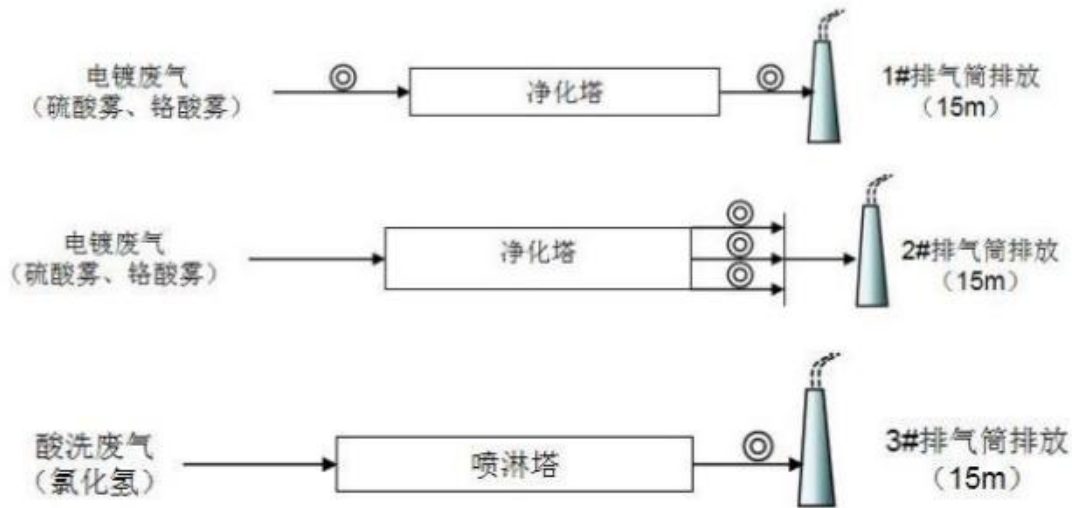 电镀废气
（硫酸雾、铬酸雾）
净化塔
1#排气筒排放
（15m）
电镀废气
（硫酸雾、铬酸雾）
净化塔
2#排气筒排放
（15m）
酸洗废气
（氯化氢）
喷淋塔
3#排气筒排放
（15m）